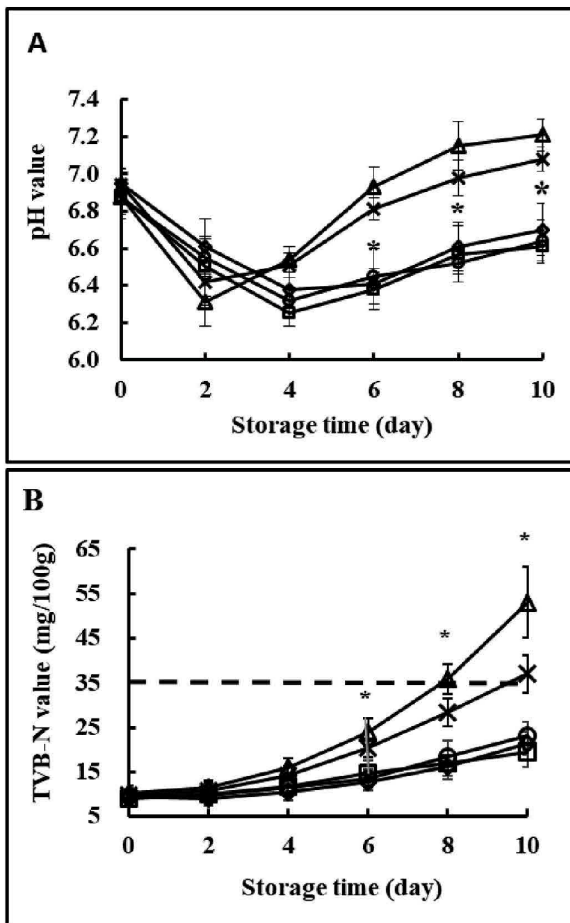 A
7.4
7.2
7.0
6.8
6.6
6.4
6.2
6.0
pH value
*
*
*
0 2 4 6 8 10
Storage time (day)
B
65
55
45
35
25
15
5
TVB-N value (mg/100g)
*
*
*
0 2 4 6 8 10
Storage time (day)